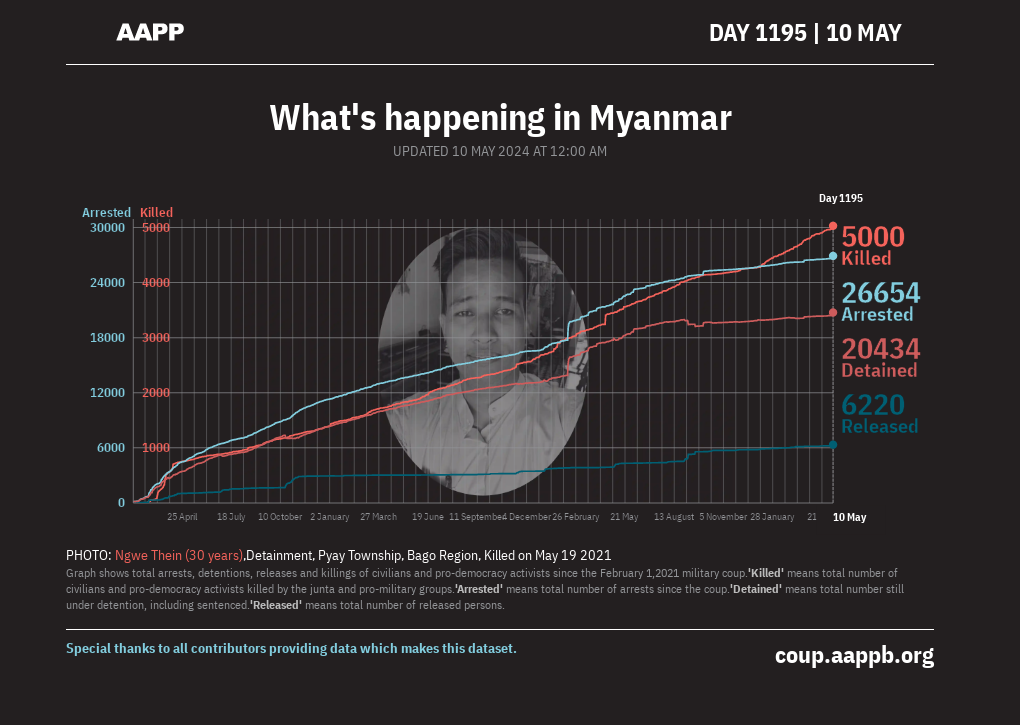 AAPP
DAY 1195 | 10 MAY
What's happening in Myanmar
UPDATED 10 MAY 2024 AT 12:00 AM
Day 1195
Arrested Killed
30000 5000
24000 4000
18000 3000
12000 2000
6000 1000
0
5000
Killed
26654
Arrested
20434
Detained
6220
Released
25 April 18 July 10 October 2 January 27 March 19 June 11 September 4 December 26 February 21 May 13 August 5 November 28 January 21 10 May
PHOTO: Ngwe Thein (30 years),Detainment, Pyay Township, Bago Region, Killed on May 19 2021
Graph shows total arrests, detentions, releases and killings of civilians and pro-democracy activists since the February 1,2021 military coup.'Killed' means total number of
civilians and pro-democracy activists killed by the junta and pro-military groups.'Arrested' means total number of arrests since the coup.'Detained' means total number still
under detention, including sentenced.'Released' means total number of released persons.
Special thanks to all contributors providing data which makes this dataset.
coup.aappb.org